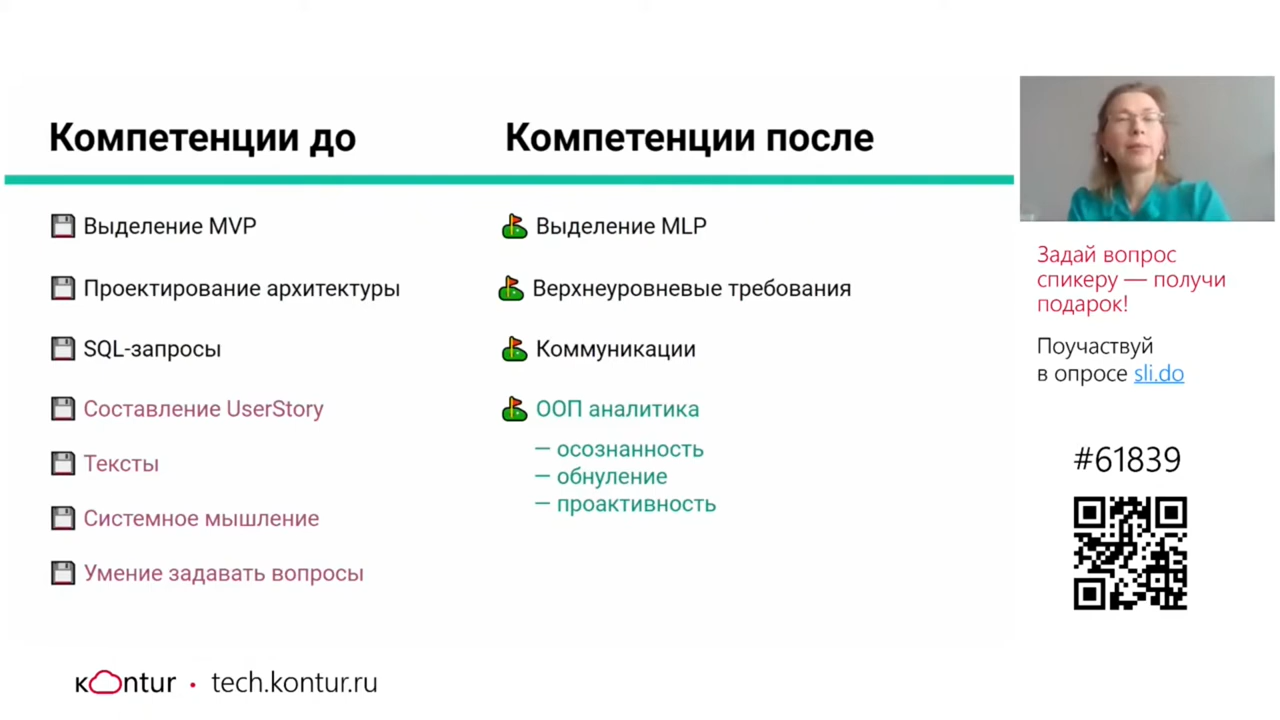 Компетенции до
Компетенции после
Выделение MVP
Проектирование архитектуры
SQL-запросы
Составление UserStory
Тексты
Системное мышление
Умение задавать вопросы
Выделение MLP
Верхнеуровневые требования
Коммуникации
ООП аналитика
— осознанность
— обнуление
— проактивность
Задай вопрос
спикеру — получи
подарок!
Поучаствуй
в опросе sli.do
#61839
кontur • tech.kontur.ru